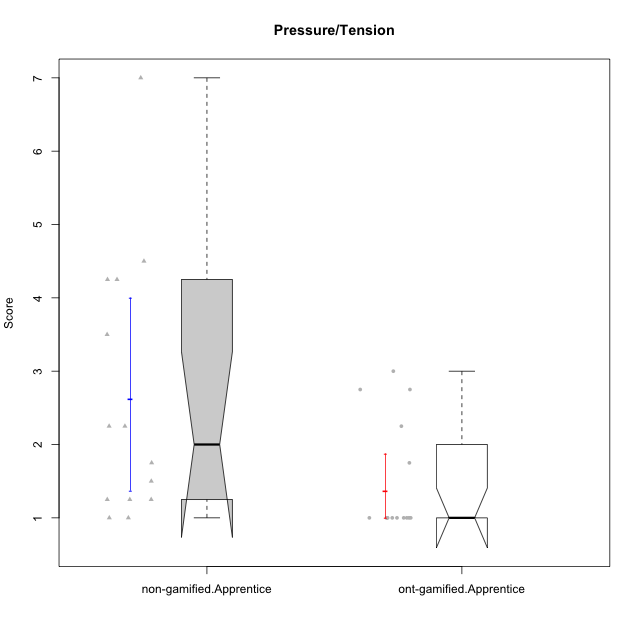 Pressure/Tension
Score
7
6
5
4
3
2
1
non-gamified.Apprentice
ont-gamified.Apprentice